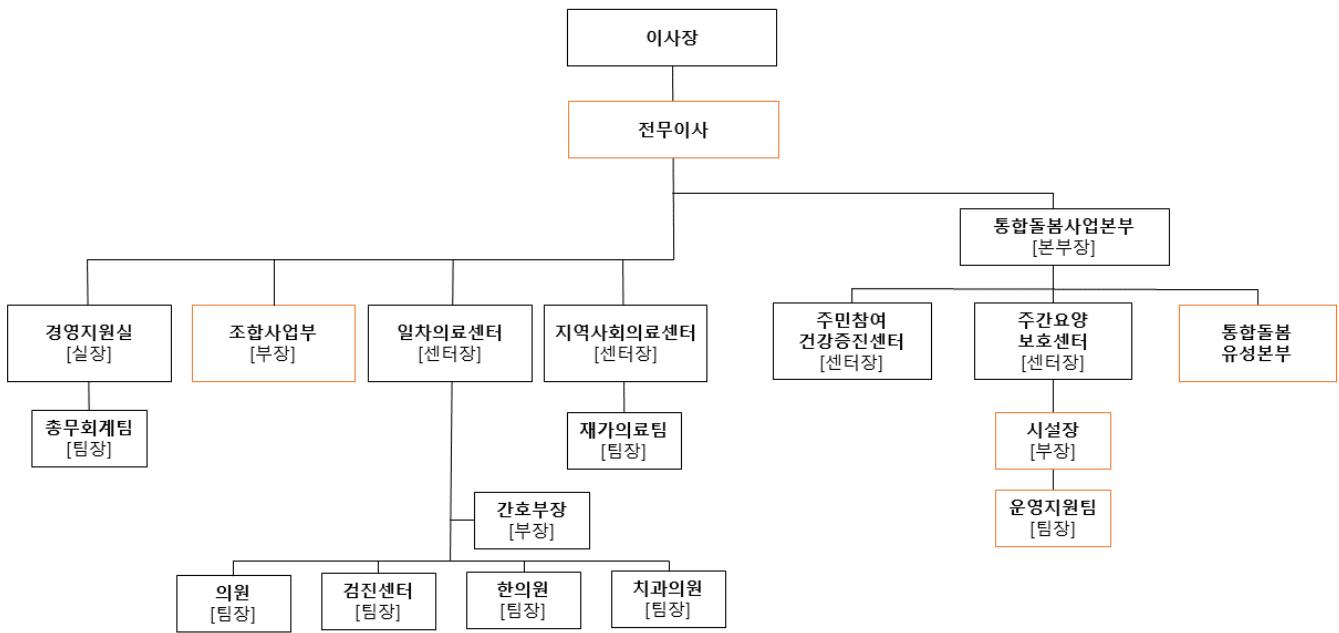 이사장
전무이사
통합돌봄사업본부
[본부장]
경영지원실
[실장]
조합사업부
[부장]
일차의료센터
[센터장]
지역사회의료센터
[센터장]
주민참여
건강증진센터
[센터장]
주간요양
보호센터
[센터장]
통합돌봄
유성본부
총무회계팀
[팀장]
재가의료팀
[팀장]
시설장
[부장]
운영지원팀
[팀장]
간호부장
[부장]
의원
[팀장]
검진센터
[팀장]
한의원
[팀장]
치과의원
[팀장]